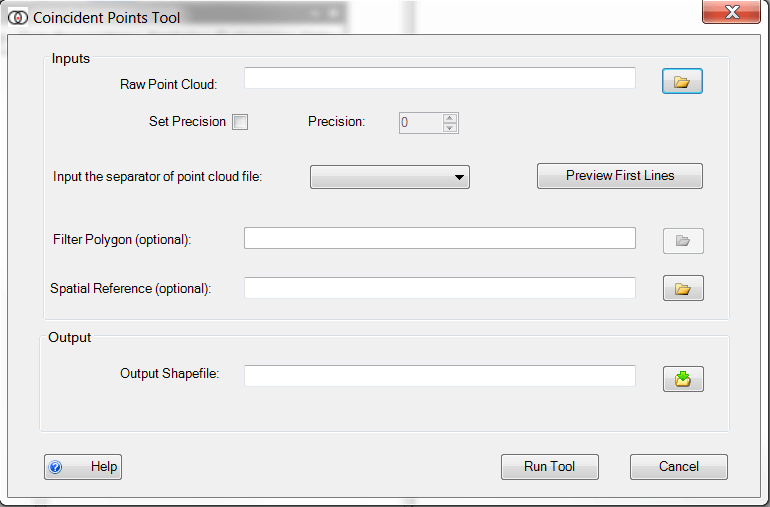 Coincident Points Tool
Inputs
Raw Point Cloud:
Set Precision Precision: 0
Input the separator of point cloud file: Preview First Lines
Filter Polygon (optional):
Spatial Reference (optional):
Output
Output Shapefile:
Help Run Tool Cancel